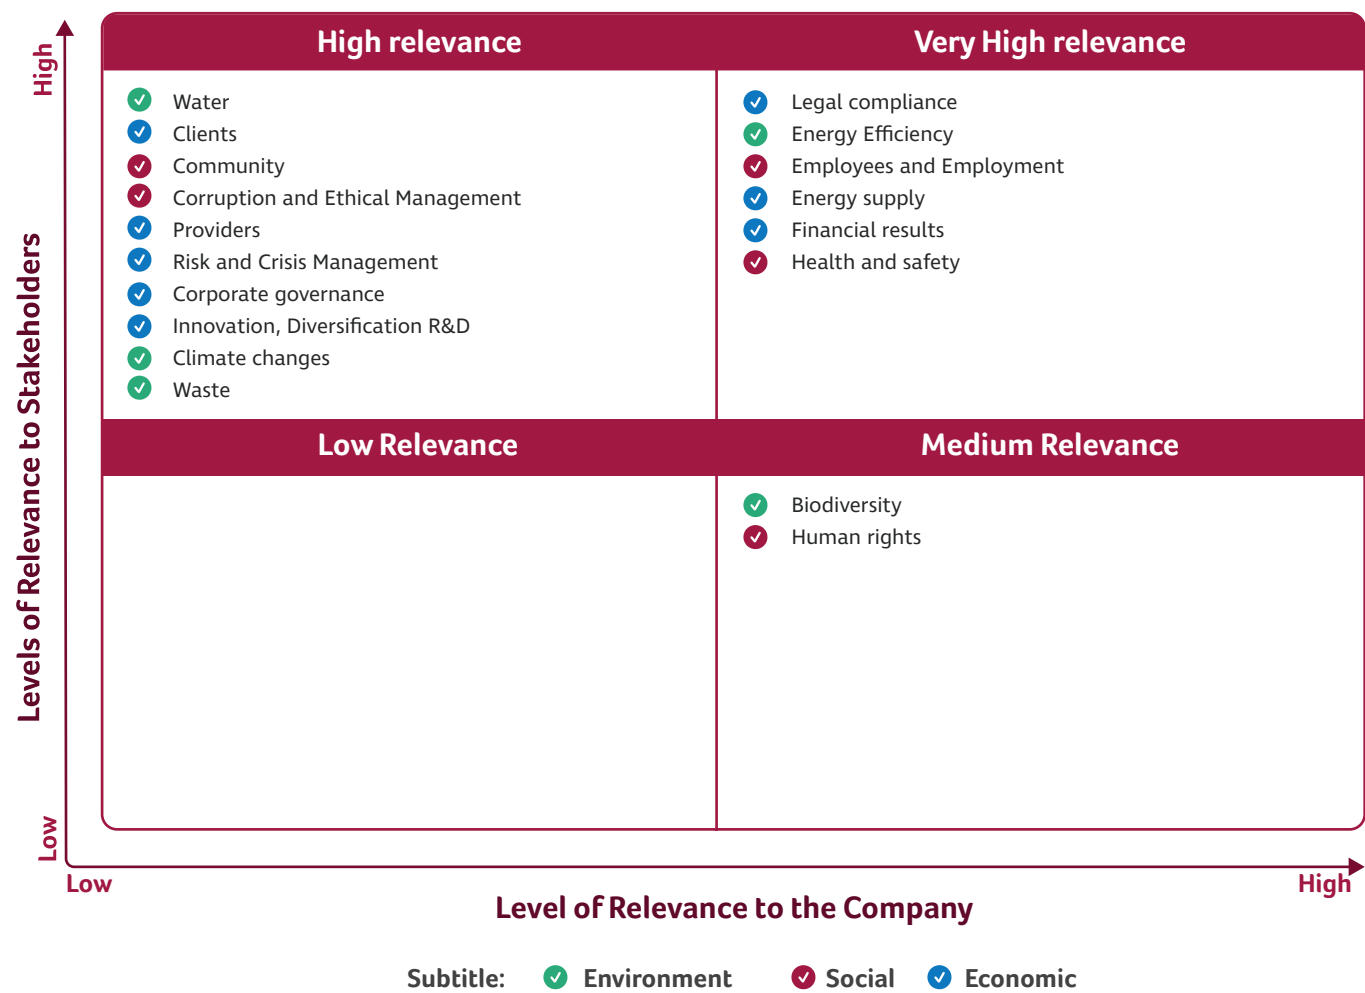 High
Levels of Relevance to Stakeholders
Low
High relevance
Water
Clients
Community
Corruption and Ethical Management
Providers
Risk and Crisis Management
Corporate governance
Innovation, Diversification R&D
Climate changes
Waste
Very High relevance
Legal compliance
Energy Efficiency
Employees and Employment
Energy supply
Financial results
Health and safety
Low Relevance
Medium Relevance
Biodiversity
Human rights
Low
High
Level of Relevance to the Company
Subtitle: Environment Social Economic